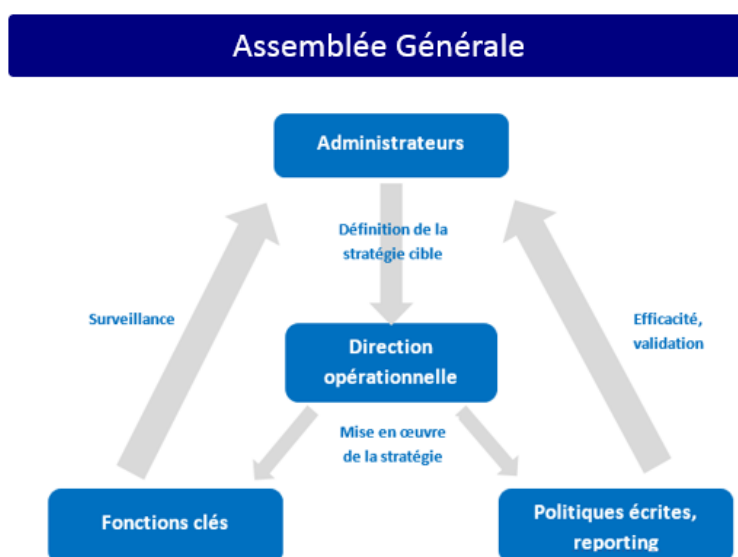 Assemblée Générale
Administrateurs
Définition de la
stratégie cible
Surveillance
Efficacité,
validation
Direction
opérationnelle
Mise en œuvre
de la stratégie
Fonctions clés
Politiques écrites,
reporting